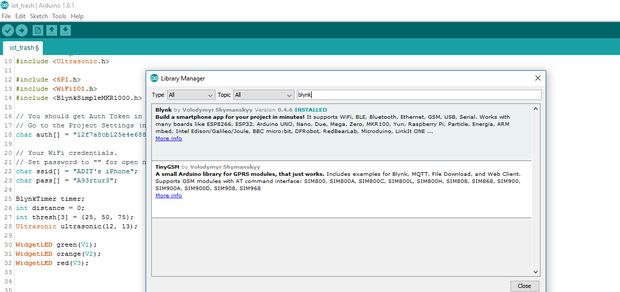 iot_trash | Arduino 1.8.1
File Edit Sketch Tools Help
iot_trash §
10 #include <Ultrasonic.h>
11
12 #include <SPI.h>
13 #include <WiFi101.h>
14 #include <BlynkSimpleMKR1000.h>
15
16 // You should get Auth Token in
17 // Go to the Project Settings (n
18 char auth[] = "12f7a8cb125e4e688
19
20 // Your WiFi credentials.
21 // Set password to "" for open n
22 char ssid[] = "ADIT's iPhone";
23 char pass[] = "A93rtur3";
24
25 BlynkTimer timer;
26 int distance = 0;
27 int thresh[3] = {25, 50, 75};
28 Ultrasonic ultrasonic(12, 13);
29
30 WidgetLED green(V1);
31 WidgetLED orange(V2);
32 WidgetLED red(V3);
33
34
35
Library Manager
Type All Topic All blynk
Blynk by Volodymyr Shymanskyy Version 0.4.6 INSTALLED
Build a smartphone app for your project in minutes! It supports WiFi, BLE, Bluetooth, Ethernet, GSM, USB, Serial. Works with
many boards like ESP8266, ESP32, Arduino UNO, Nano, Due, Mega, Zero, MKR100, Yun, Raspberry Pi, Particle, Energia, ARM
mbed, Intel Edison/Galileo/Joule, BBC micro:bit, DFRobot, RedBearLab, Microduino, LinkIt ONE ...
More info
TinyGSM by Volodymyr Shymanskyy
A small Arduino library for GPRS modules, that just works. Includes examples for Blynk, MQTT, File Download, and Web Client.
Supports GSM modules with AT command interface: SIM800, SIM800A, SIM800C, SIM800L, SIM800H, SIM808, SIM868, SIM900,
SIM900A, SIM900D, SIM908, SIM968
More info
Close